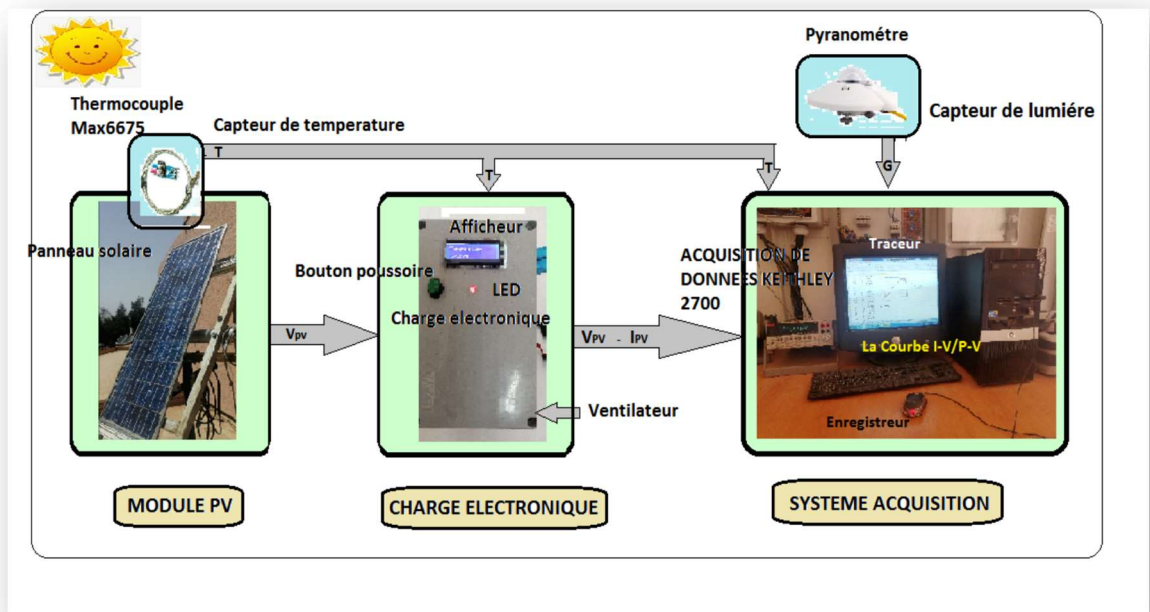 Pyranométre
Thermocouple
Max6675
Capteur de temperature
Capteur de lumiére
T
T
T
G
Panneau solaire
Afficheur
Bouton poussoire
LED
Charge electronique
ACQUISITION DE
DONNEES KEITHLEY
2700
Traceur
VPV
VPV - IPV
La Courbe I-V/P-V
Ventilateur
Enregistreur
MODULE PV
CHARGE ELECTRONIQUE
SYSTEME ACQUISITION